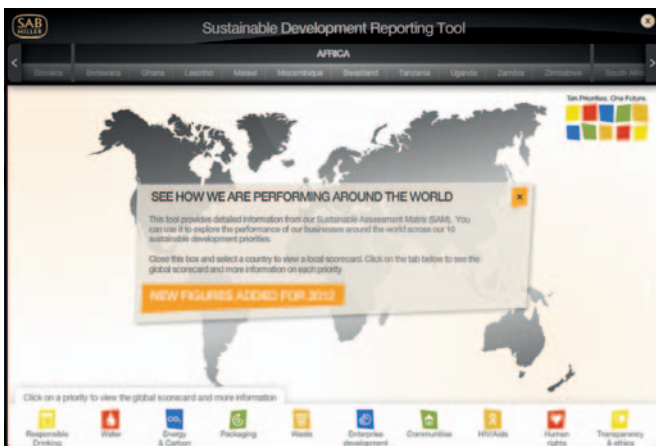 SAB
MILLER
Sustainable Development Reporting Tool
AFRICA
Slovakia Botswana Ghana Lesotho Malawi Mozambique Swaziland Tanzania Uganda Zambia Zimbabwe South Afri
Ten Priorities. One Future.
SEE HOW WE ARE PERFORMING AROUND THE WORLD
This tool provides detailed information from our Sustainable Assessment Matrix (SAM). You
can use it to explore the performance of our businesses around the world across our 10
sustainable development priorities.
Close this box and select a country to view a local scorecard. Click on the tab below to see the
global scorecard and more information on each priority
NEW FIGURES ADDED FOR 2012
Click on a priority to view the global scorecard and more information
CO₂
Responsible Drinking
Water
Energy & Carbon
Packaging
Waste
Enterprise development
Communities
HIV/Aids
Human rights
Transparency & ethics